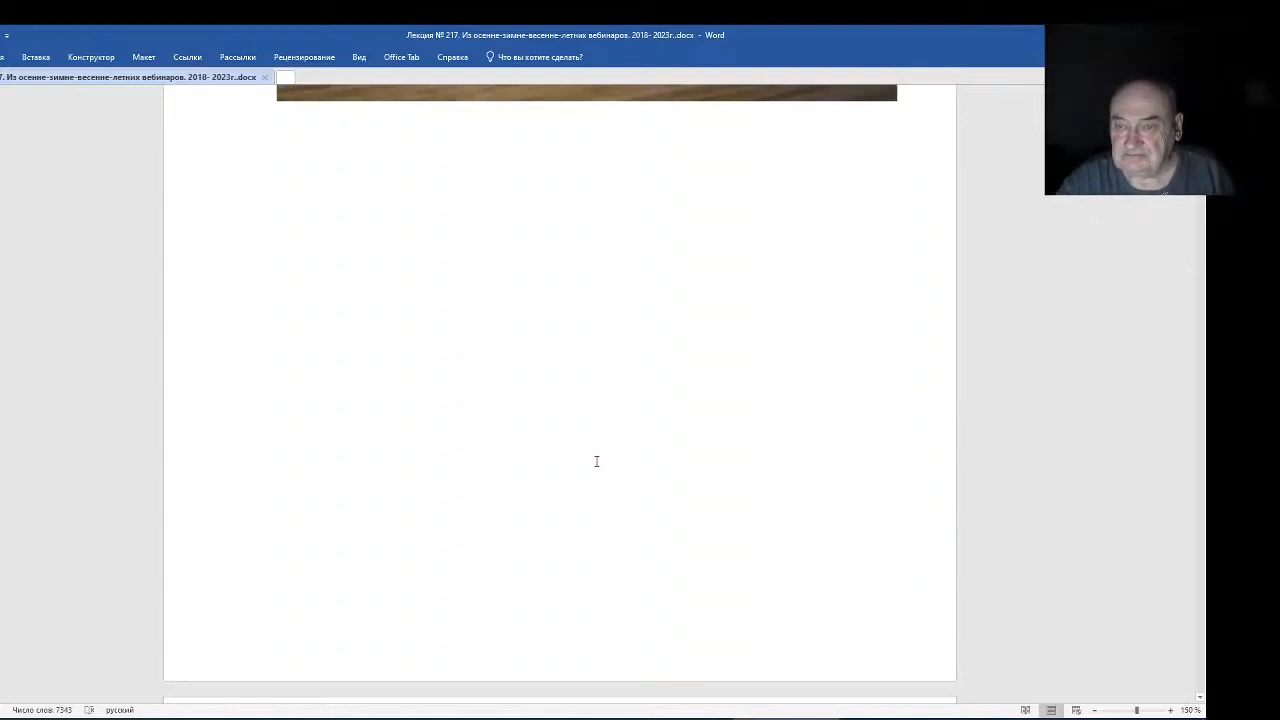 Лекция № 217. Из осенне-зимне-весенне-летних вебинаров. 2018- 2023г..docx - Word
я Вставка Конструктор Макет Ссылки Рассылки Рецензирование Вид Office Tab Справка Что вы хотите сделать?
7. Из осенне-зимне-весенне-летних вебинаров. 2018- 2023г..docx
Число слов: 7343 русский 150 %